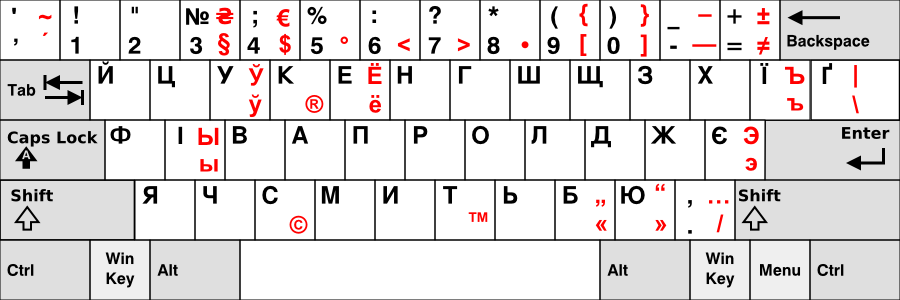 ' ~ ! " № ₴ ; € % : ? * ( { ) } _ – + ±
’ ´ 1 2 3 § 4 $ 5 ° 6 < 7 > 8 • 9 [ 0 ] - — = ≠ Backspace
Tab Й Ц У Ў К Е Ё Н Г Ш Щ З Х Ї Ъ Ґ |
ў ® ё ъ \
Caps Lock Ф І Ы В А П Р О Л Д Ж Є Э Enter
A ы э
Shift Я Ч С М И Т Ь Б „ Ю “ , … Shift
© ™ « » . /
Ctrl Win Key Alt Alt Win Key Menu Ctrl